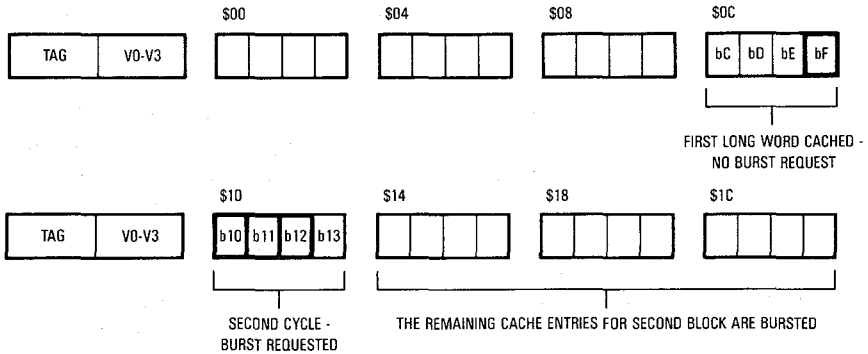 $00 $04 $08 $0C
TAG V0-V3 bC bD bE bF
FIRST LONG WORD CACHED -
NO BURST REQUEST
$10 $14 $18 $1C
TAG V0-V3 b10 b11 b12 b13
SECOND CYCLE -
BURST REQUESTED
THE REMAINING CACHE ENTRIES FOR SECOND BLOCK ARE BURSTED